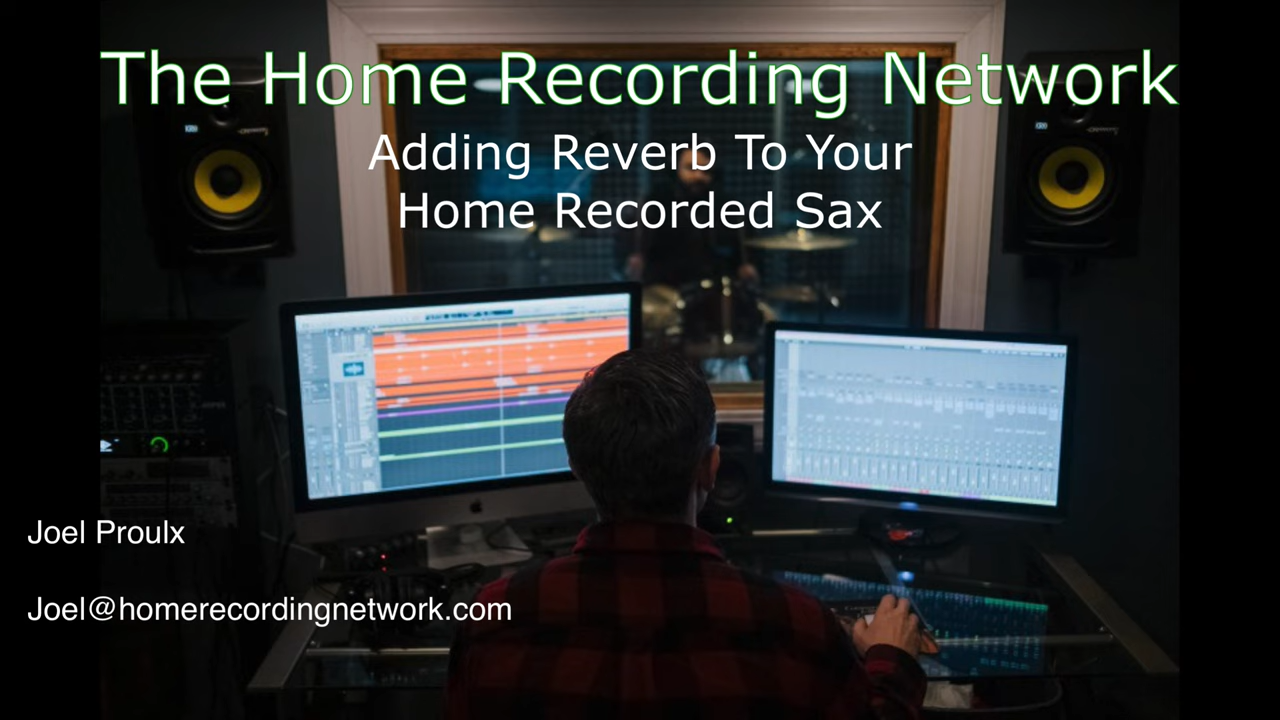 The Home Recording Network
Adding Reverb To Your
Home Recorded Sax
Joel Proulx
Joel@homerecordingnetwork.com